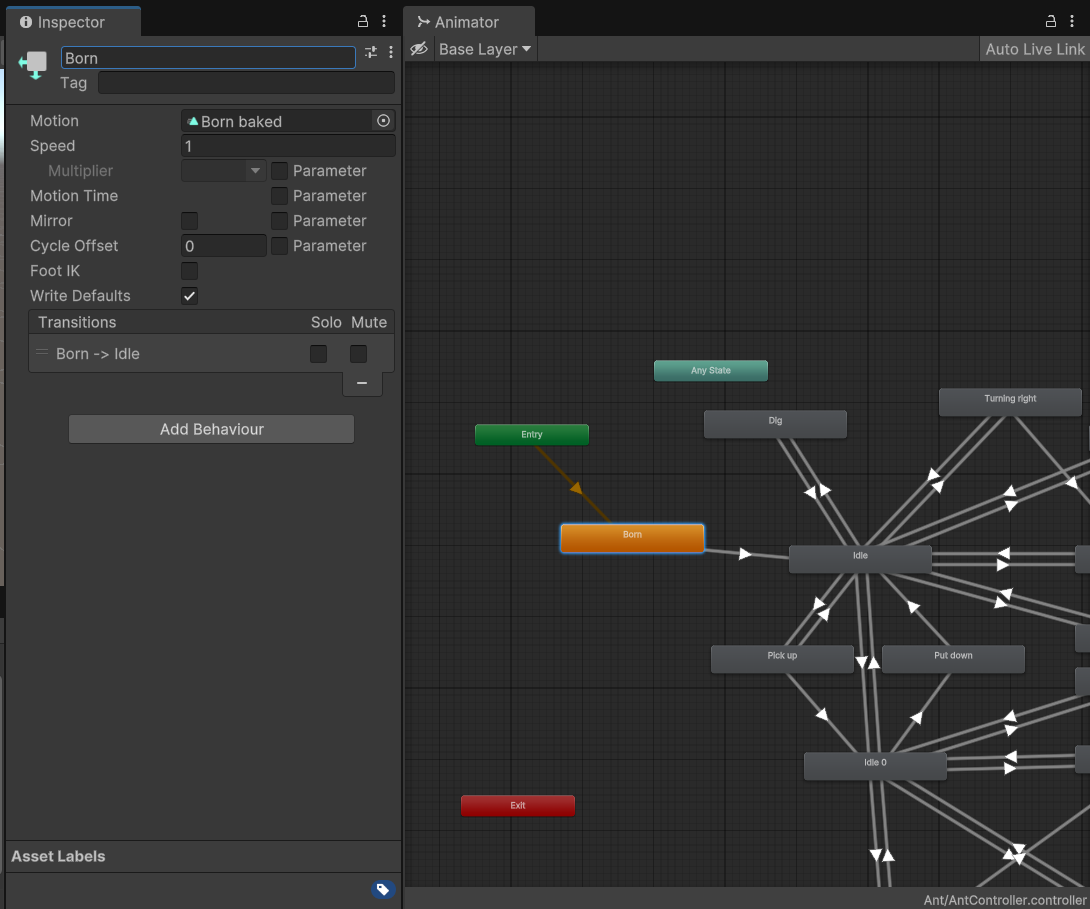 Inspector
Born
Tag
Motion
Born baked
Speed
1
Multiplier
Parameter
Motion Time
Parameter
Mirror
Parameter
Cycle Offset
0
Parameter
Foot IK
Write Defaults
Transitions
Solo
Mute
Born -> Idle
Add Behaviour
Asset Labels
Animator
Base Layer
Auto Live Link
Any State
Turning right
Dig
Entry
Born
Idle
Pick up
Put down
Idle 0
Exit
Ant/AntController.controller